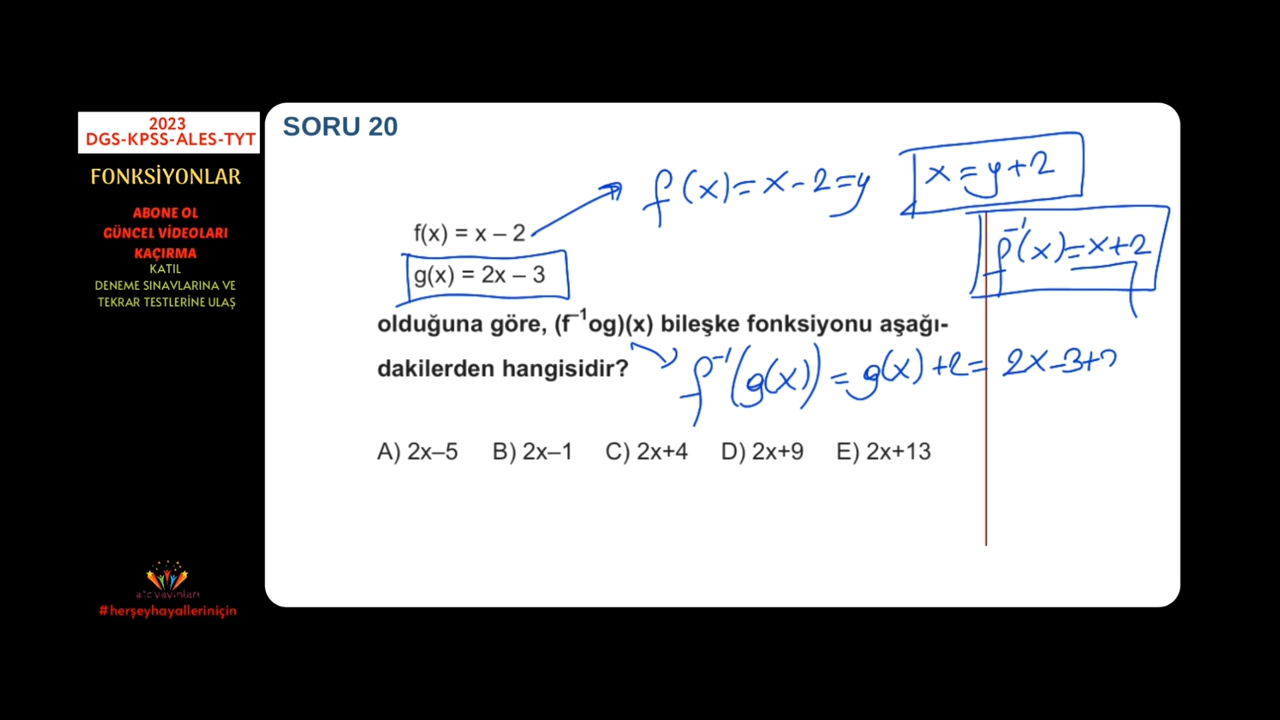 2023
DGS-KPSS-ALES-TYT
FONKSİYONLAR
ABONE OL
GÜNCEL VİDEOLARI
KAÇIRMA
KATIL
DENEME SINAVLARINA VE
TEKRAR TESTLERİNE ULAŞ
atc yayınları
#herşeyhayalleriniçin
SORU 20
f(x) = x – 2
g(x) = 2x – 3
f(x)=x-2=y
x=y+2
f⁻¹(x)=x+2
olduğuna göre, (f⁻¹og)(x) bileşke fonksiyonu aşağı-
dakilerden hangisidir?
f⁻¹(g(x))=g(x)+2= 2x-3+2
A) 2x–5 B) 2x–1 C) 2x+4 D) 2x+9 E) 2x+13